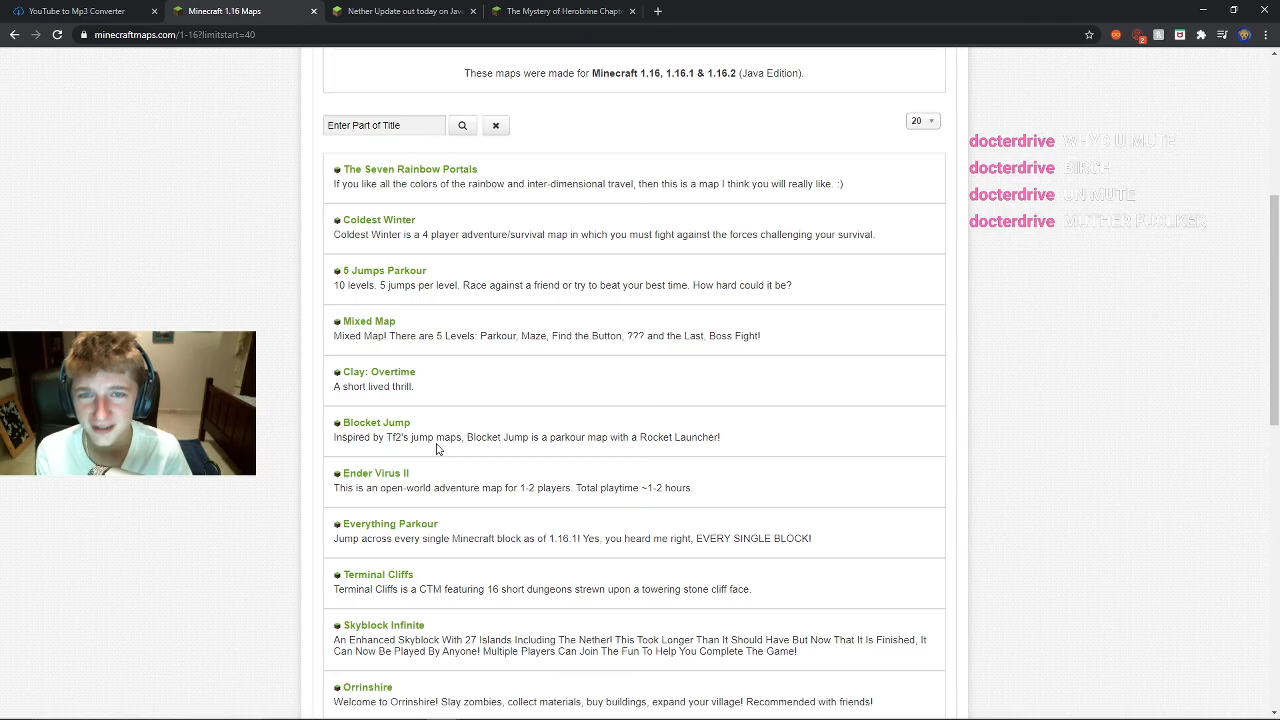 YouTube to Mp3 Converter
Minecraft 1.16 Maps
Nether Update out today on J
The Mystery of Herobrine Chapt
minecraftmaps.com/1-16?limitstart=40
These maps were made for Minecraft 1.16, 1.16.1 & 1.16.2 (Java Edition).
Enter Part of Title
20
The Seven Rainbow Portals
If you like all the colors of the rainbow and inter-dimensional travel, then this is a map I think you will really like. :)
Coldest Winter
Coldest Winter is a 4 player adventure/survival map in which you must fight against the forces challenging your survival.
5 Jumps Parkour
10 levels. 5 jumps per level. Race against a friend or try to beat your best time. How hard could it be?
Mixed Map
Mixed Map! There are 5 Levels: Parkour, Maze, Find the Button, ??? and the Last, Boss Fight!
Clay: Overtime
A short lived thrill.
Blocket Jump
Inspired by Tf2's jump maps, Blocket Jump is a parkour map with a Rocket Launcher!
Ender Virus II
This is an open-world adventure map for 1-2 players. Total playtime ~1-2 hours.
Everything Parkour
Jump across every single Minecraft block as of 1.16.1! Yes, you heard me right, EVERY SINGLE BLOCK!
Terminal Cliffs
Terminal Cliffs is a CTM featuring 16 short dungeons strewn upon a towering stone cliff face.
Skyblock Infinite
An Enhanced Skyblock With 27 Islands Including The Nether! This Took Longer Than It Should Have But Now That It Is Finished, It
Can Now Be Played By Anyone! Multiple Players Can Join The Fun To Help You Complete The Game!
Orrinshire
Welcome to Orrinshire! Slay zombies, collect materials, buy buildings, expand your village! Recommended with friends!
docterdrive WHYD U MUTE
docterdrive BIRCH
docterdrive UN MUTE
docterdrive